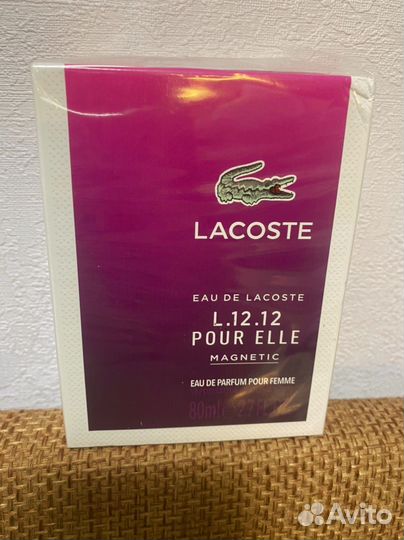 LACOSTE
EAU DE LACOSTE
L.12.12
POUR ELLE
MAGNETIC
EAU DE PARFUM POUR FEMME
80ml
Avito